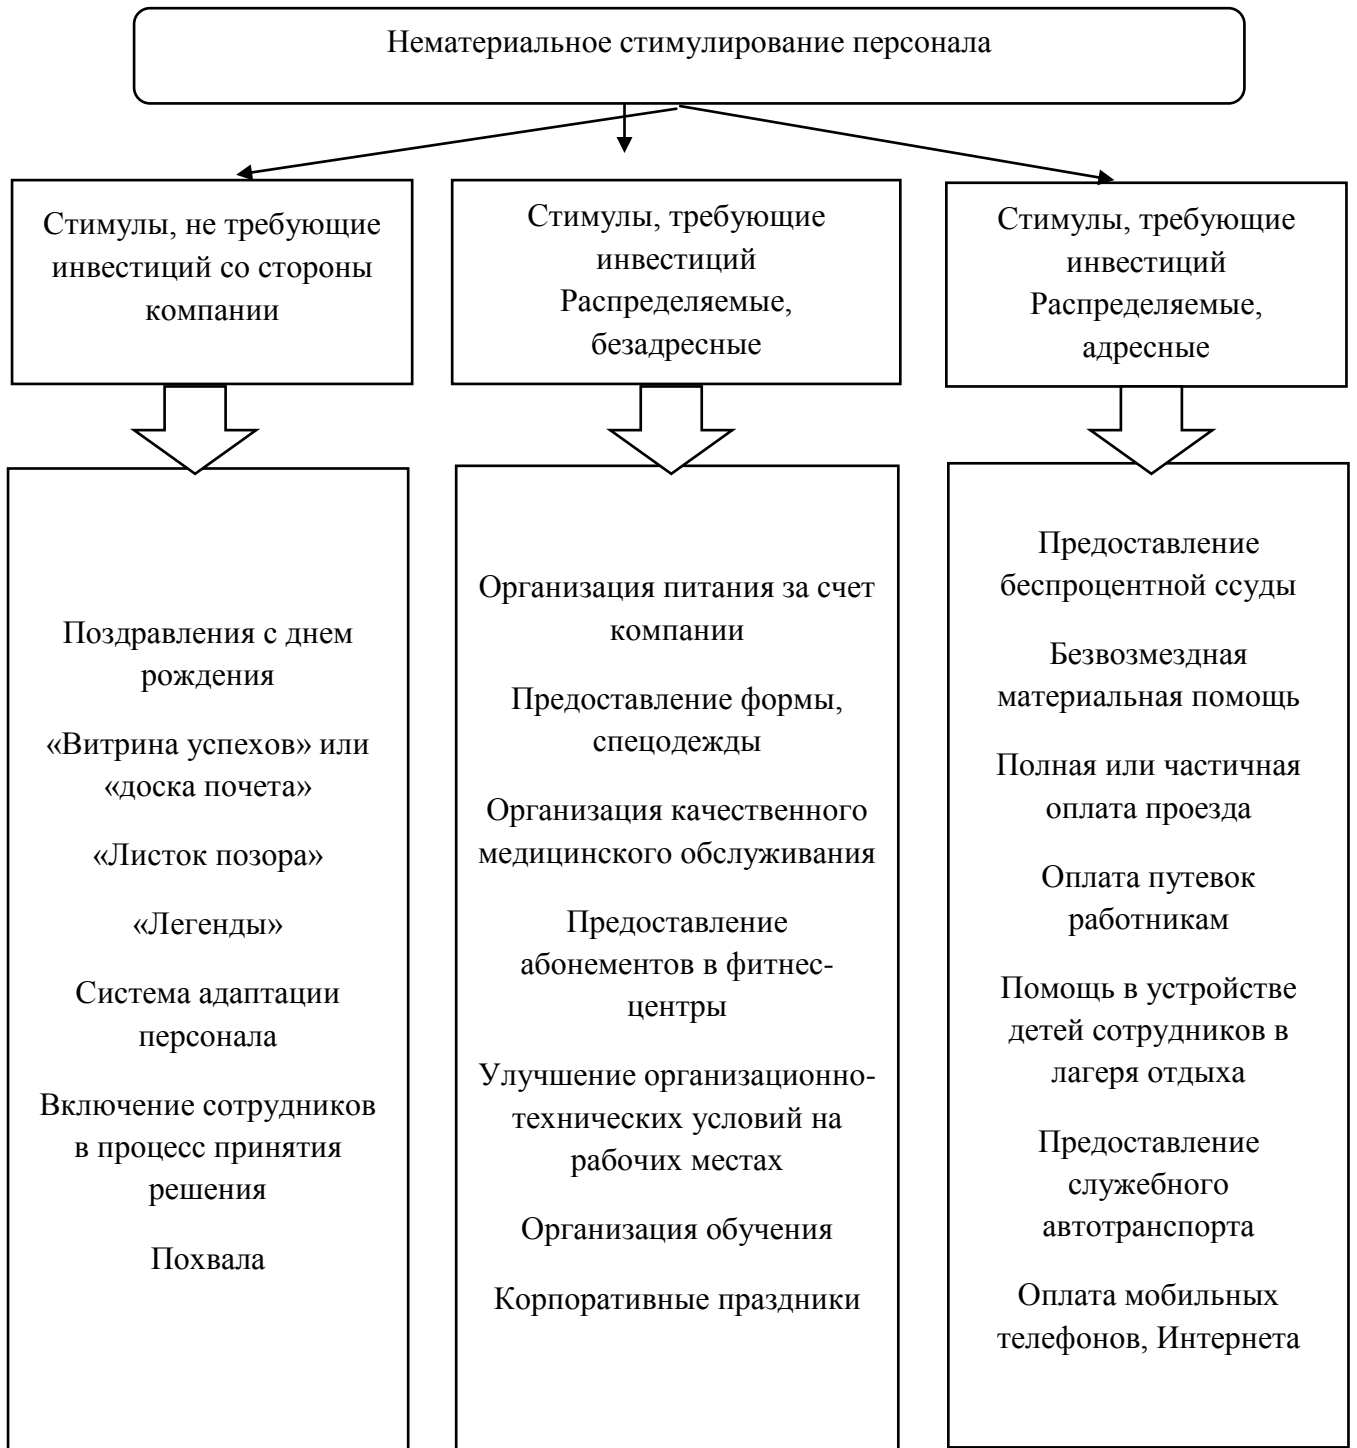 Нематериальное стимулирование персонала
Стимулы, не требующие
инвестиций со стороны
компании
Стимулы, требующие
инвестиций
Распределяемые,
безадресные
Стимулы, требующие
инвестиций
Распределяемые,
адресные
Поздравления с днем
рождения
«Витрина успехов» или
«доска почета»
«Листок позора»
«Легенды»
Система адаптации
персонала
Включение сотрудников
в процесс принятия
решения
Похвала
Организация питания за счет
компании
Предоставление формы,
спецодежды
Организация качественного
медицинского обслуживания
Предоставление
абонементов в фитнес-
центры
Улучшение организационно-
технических условий на
рабочих местах
Организация обучения
Корпоративные праздники
Предоставление
беспроцентной ссуды
Безвозмездная
материальная помощь
Полная или частичная
оплата проезда
Оплата путевок
работникам
Помощь в устройстве
детей сотрудников в
лагеря отдыха
Предоставление
служебного
автотранспорта
Оплата мобильных
телефонов, Интернета